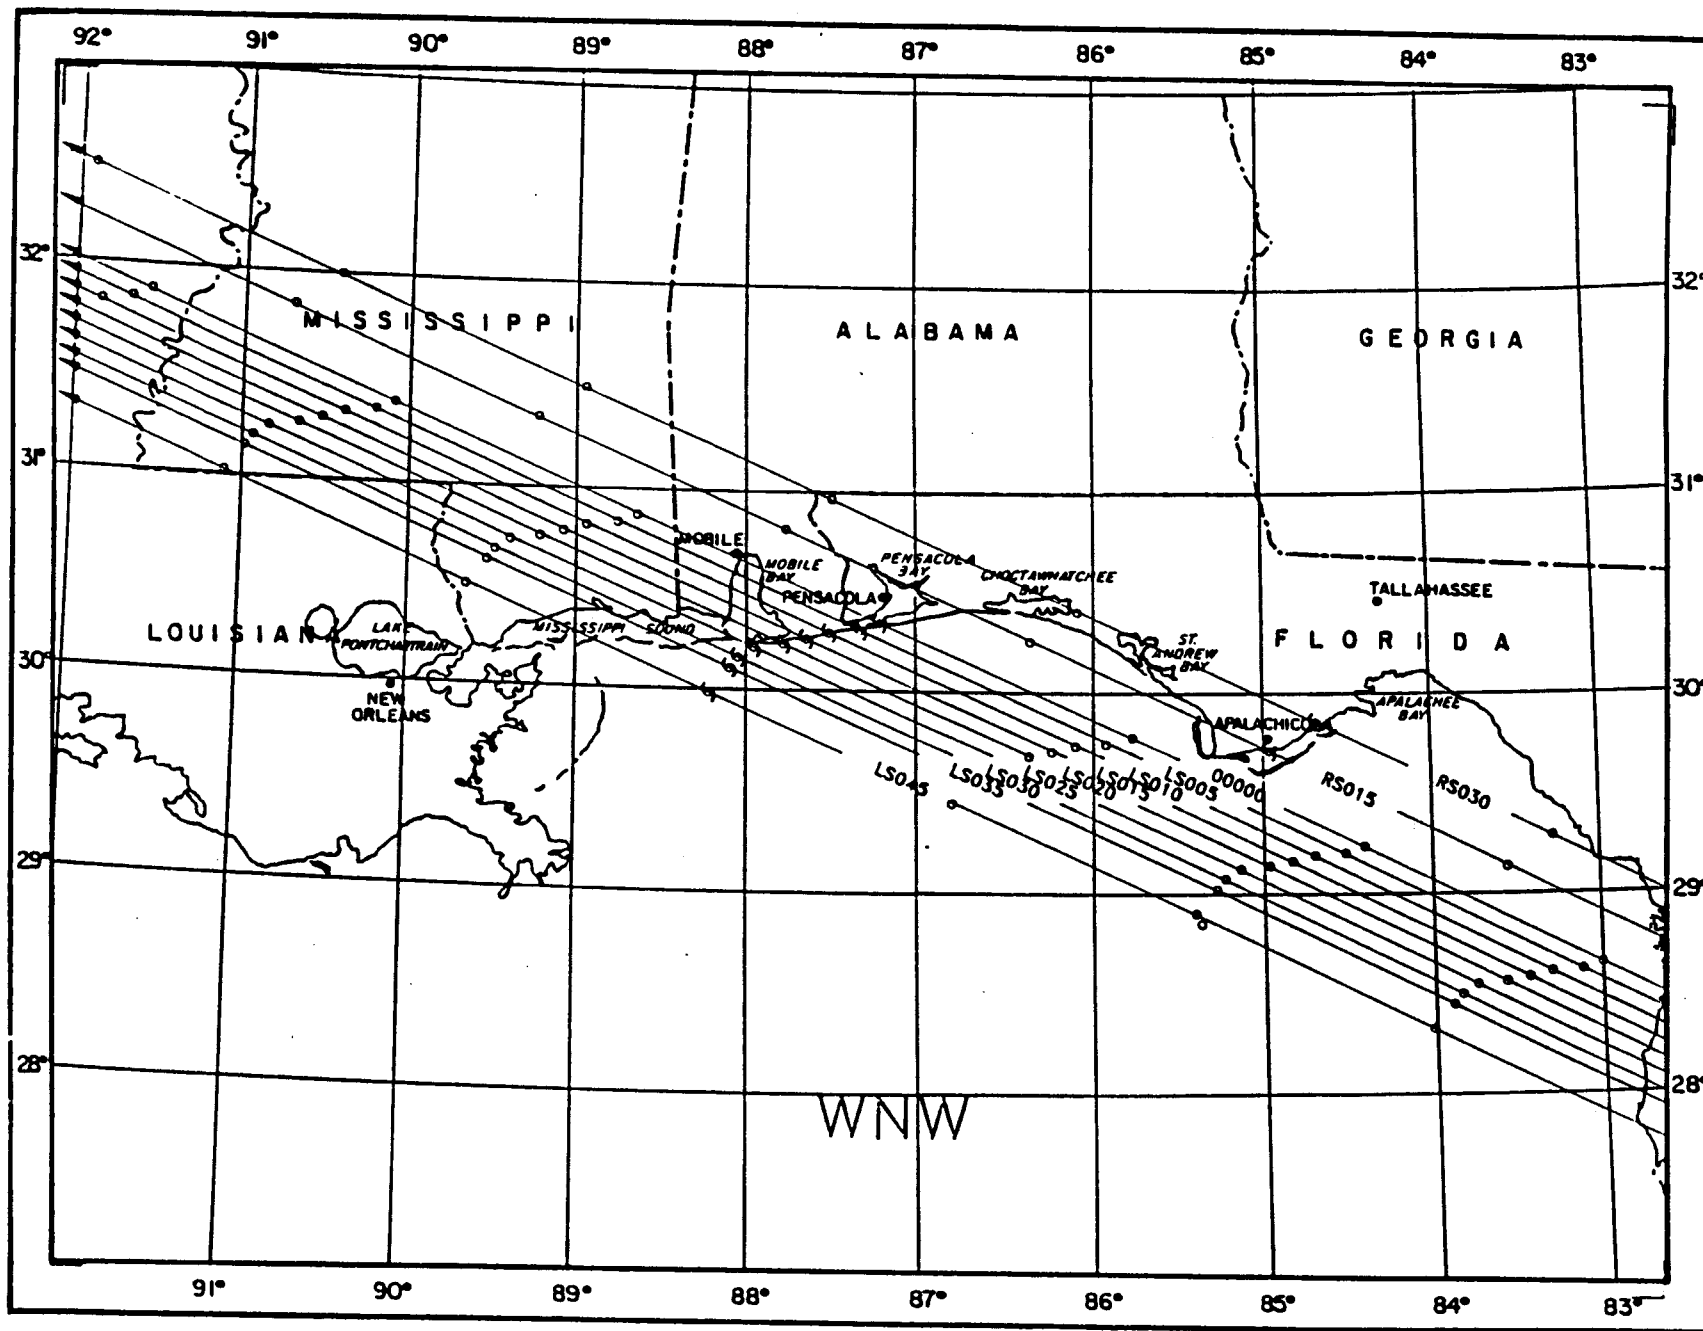 92° 91° 90° 89° 88° 87° 86° 85° 84° 83°
32° 32°
MISSISSIPPI ALABAMA GEORGIA
31° 31°
MOBILE
MOBILE BAY
PENSACULA BAY
CHOCTAWHATCHEE BAY
PENSACOLA
TALLAHASSEE
LOUISIANA
LAKE PONTCHARTRAIN
MISSISSIPPI SOUND
ST. ANDREW BAY
FLORIDA
30° 30°
NEW ORLEANS
APALACHICOLA
APALACHEE BAY
LS045 LS035 LS030 LS025 LS020 LS015 LS010 LS005 00000 RS015 RS030
29° 29°
28° 28°
WNW
91° 90° 89° 88° 87° 86° 85° 84° 83°